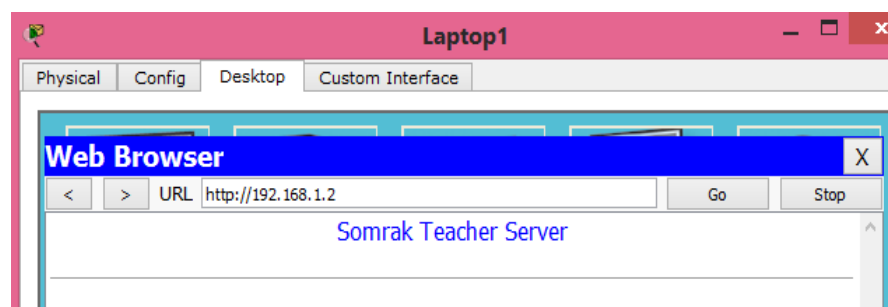 Laptop1
Physical Config Desktop Custom Interface
Web Browser X
< > URL http://192.168.1.2 Go Stop
Somrak Teacher Server